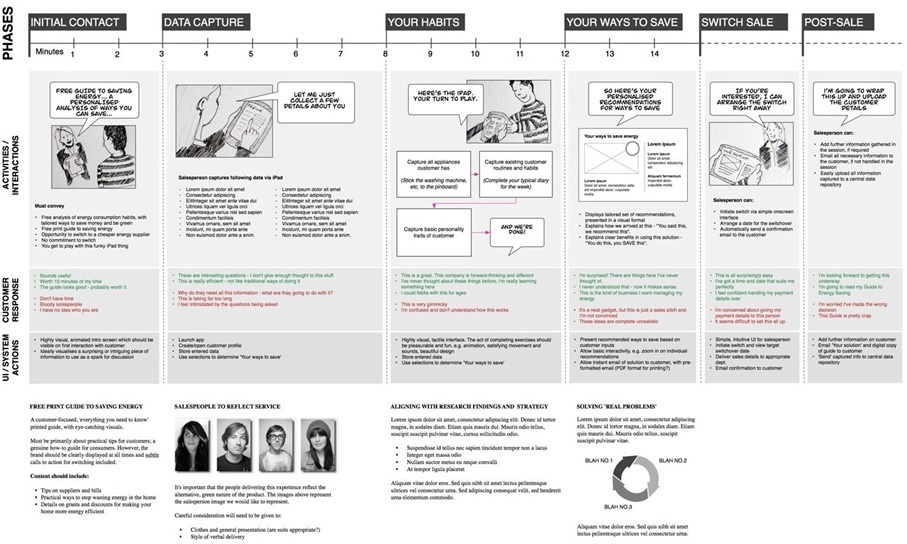 PHASES
INITIAL CONTACT
DATA CAPTURE
YOUR HABITS
YOUR WAYS TO SAVE
SWITCH SALE
POST-SALE
Minutes
1 2 3 4 5 6 7 8 9 10 11 12 13 14
ACTIVITIES /
INTERACTIONS
FREE GUIDE TO SAVING
ENERGY... A
PERSONALISED
ANALYSIS OF WAYS YOU
CAN SAVE...
Must convey
• Free analysis of energy consumption habits, with
tailored ways to save money and be green
• Free print guide to saving energy
• Opportunity to switch to a cheaper energy supplier
• No commitment to switch
• You get to play with this funky iPad thing
LET ME JUST
COLLECT A FEW
DETAILS ABOUT YOU
Salesperson captures following data via iPad
• Lorem ipsum dolor sit amet
• Consectetur adipiscing
• Elitinteger sit amet ante vitae dui
• Ultrices liquam vel ligula orci
• Pellentesque varius nisl sed sapien
• Condimentum facilisis
• Vivamus ornare, sem sit amet
• Incidunt, mi quam porta ante
• Non euismod dolor ante a enim.
• Lorem ipsum dolor sit amet
• Consectetur adipiscing
• Elitinteger sit amet ante vitae dui
• Ultrices liquam vel ligula orci
• Pellentesque varius nisl sed sapien
• Condimentum facilisis
• Vivamus ornare, sem sit amet
• Incidunt, mi quam porta ante
• Non euismod dolor ante a enim.
HERE'S THE IPAD.
YOUR TURN TO PLAY.
Capture all appliances
customer has
(Stick the washing machine,
etc, to the pinboard)
Capture existing customer
routines and habits
(Complete your typical diary
for the week)
Capture basic personality
traits of customer
AND WE'RE
DONE!
SO HERE'S YOUR
PERSONALISED
RECOMMENDATIONS
FOR WAYS TO SAVE
Your ways to save energy
Lorem ipsum
• Displays tailored set of recommendations,
presented in a visual format
• Explains how we arrived at this - "You said this,
we recommend this".
• Explains clear benefits in using this solution -
"You do this, you SAVE this".
IF YOU'RE
INTERESTED, I CAN
ARRANGE THE SWITCH
RIGHT AWAY
Salesperson can:
• Initiate switch via simple onscreen
interface
• Arrange a date for the switchover
• Automatically send a confirmation
email to the customer
I'M GOING TO WRAP
THIS UP AND UPLOAD
THE CUSTOMER
DETAILS
Salesperson can:
• Add further information gathered in
the session, if required
• Email all necessary information to
the customer, if not handled in the
session
• Easily upload all information
captured to a central data
repository
CUSTOMER
RESPONSE
• Sounds useful
• Worth 10 minutes of my time
• The guide looks good - probably worth it
• Don't have time
• Bloody salespeople
• I have no idea who you are
• These are interesting questions - I don't give enough thought to this stuff
• This is really efficient - not like traditional ways of doing it
• Why do they need all this information - what are they going to do with it?
• This is taking far too long
• I feel intimidated by the questions being asked
• This is a great. This company is forward-thinking and different
• I've never thought about these things before, I'm really learning
something here
• I could fiddle with this for ages
• This is very gimmicky
• I'm confused and don't understand how this works
• I'm surprised! There are things here I've never
thought of.
• I never understood that - now it makes sense.
• This is the kind of business I want managing my
energy
• It's a neat gadget, but this is just a sales pitch and
I'm not convinced
• These ideas are complete unrealistic
• This is all surprisingly easy
• I've got a time and date that suits me
perfectly
• I feel confident handling my payment
details over
• I'm concerned about giving my
payment details to this person
• It seems difficult to set this all up
• I'm looking forward to getting this
underway
• I'm going to read my Guide to
Energy Saving
• I'm worried I've made the wrong
decision
• This Guide is pretty crap
UI / SYSTEM
ACTIONS
• Highly visual, animated intro screen which should be
visible on first interaction with customer
• Ideally visualises a surprising or intriguing piece of
information to use as a spark for discussion
• Launch app
• Create/open customer profile
• Store entered data
• Use selections to determine 'Your ways to save'
• Highly visual, tactile interface. The act of completing exercises should
be pleasurable and fun, e.g. animation, satisfying movement and
sounds, beautiful design
• Store entered data
• Use selections to determine 'Your ways to save'
• Present recommended ways to save based on
customer inputs
• Allow basic interactivity, e.g. zoom in on individual
recommendations
• Allow instant email of solution to customer, with pre-
formatted email (PDF format for printing?)
• Simple, intuitive UI for salesperson
• Initiate switch and view target
switchover date
• Deliver sales details to appropriate
dept.
• Email confirmation to customer
• Add further information on customer
• Email 'Your solution' and digital copy
of guide to customer
• 'Send' captured info to central data
repository
FREE PRINT GUIDE TO SAVING ENERGY
A customer-focused, 'everything you need to know'
printed guide, with eye-catching visuals.
Must be primarily about practical tips for customers; a
genuine how-to guide for consumers. However, the
brand should be clearly displayed at all times and subtle
calls to action for switching included.
Content should include:
• Tips on suppliers and bills
• Practical ways to stop wasting energy in the home
• Details on grants and discounts for making your
home more energy efficient
SALESPEOPLE TO REFLECT SERVICE
It's important that the people delivering this experience reflect the
alternative, green nature of the product. The images above represent
the salesperson image we would like to represent.
Careful consideration will need to be given to:
• Clothes and general presentation (are suits appropriate?)
• Style of verbal delivery
ALIGNING WITH RESEARCH FINDINGS AND STRATEGY
Lorem ipsum dolor sit amet, consectetur adipiscing elit. Mauris et tortor
magna, in sodales diam. Etiam quis mauris dui. Mauris odio tellus,
suscipit suscipit pulvinar vitae, cursus sollicitudin odio.
• Suspendisse id tellus nec sapien tincidunt tempor non a lacus
• Integer eget massa odio
• Nullam auctor metus eu neque convalli
• At tempor ligula placerat
Aliquam vitae dolor eros. Sed quis nibh sit amet lectus pellentesque
ultrices vel consectetur urna. Sed adipiscing consequat velit, sed hendrerit
urna elementum commodo.
SOLVING 'REAL PROBLEMS'
Lorem ipsum dolor sit amet, consectetur adipiscing
elit. Mauris et tortor magna, in sodales diam. Etiam
quis mauris dui. Mauris odio tellus, suscipit
suscipit pulvinar vitae.
BLAH NO.1
BLAH NO.2
BLAH NO.3
Aliquam vitae dolor eros. Sed quis nibh sit amet
lectus pellentesque ultrices vel consectetur urna.